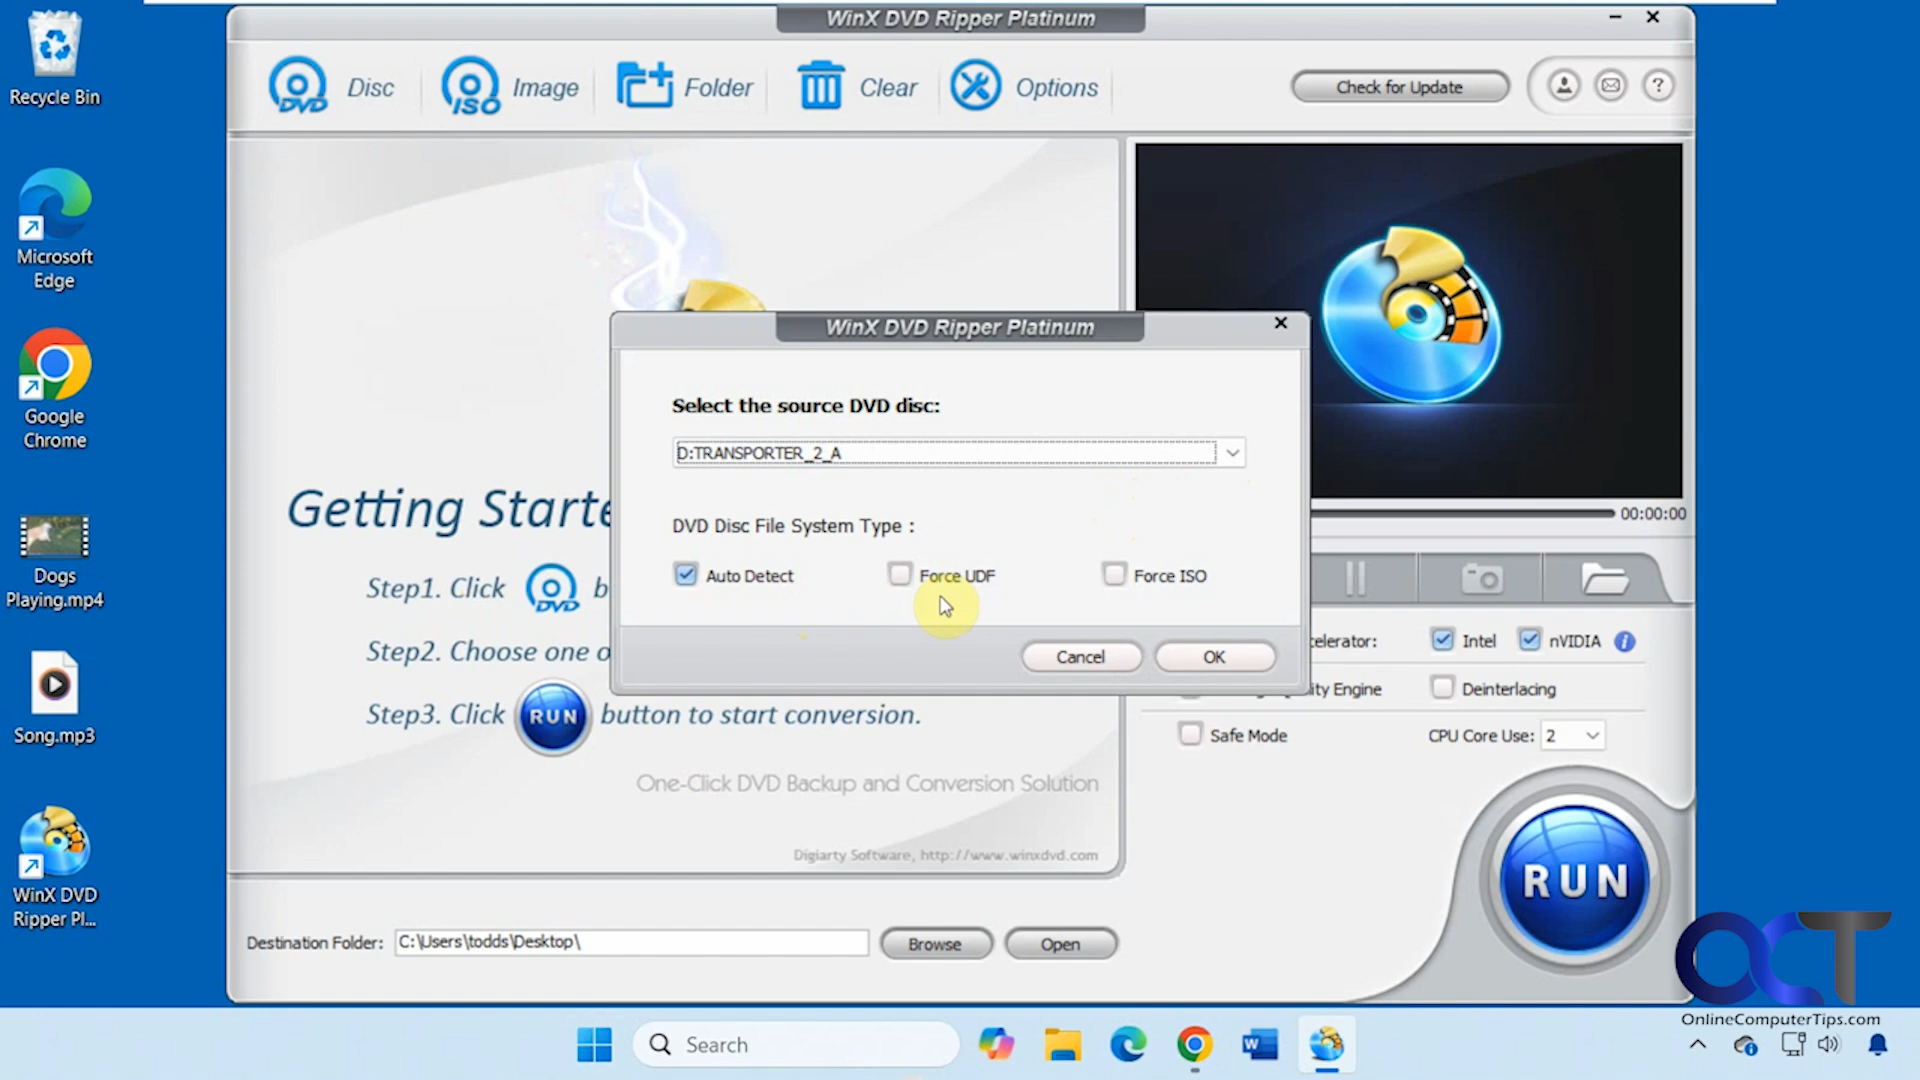 Recycle Bin
Microsoft
Edge
Google
Chrome
Dogs
Playing.mp4
Song.mp3
WinX DVD
Ripper Pl...
WinX DVD Ripper Platinum
DVD
Disc
ISO
Image
Folder
Clear
Options
Check for Update
?
Getting Starte
Step1. Click DVD b
Step2. Choose one o
Step3. Click RUN button to start conversion.
One-Click DVD Backup and Conversion Solution
Digiarty Software, http://www.winxdvd.com
WinX DVD Ripper Platinum
Select the source DVD disc:
D:TRANSPORTER_2_A
DVD Disc File System Type :
Auto Detect
Force UDF
Force ISO
Cancel
OK
00:00:00
celerator:
Intel
nVIDIA
ity Engine
Deinterlacing
Safe Mode
CPU Core Use: 2
RUN
Destination Folder: C:\Users\todds\Desktop\
Browse
Open
OCT
OnlineComputerTips.com
Search
W